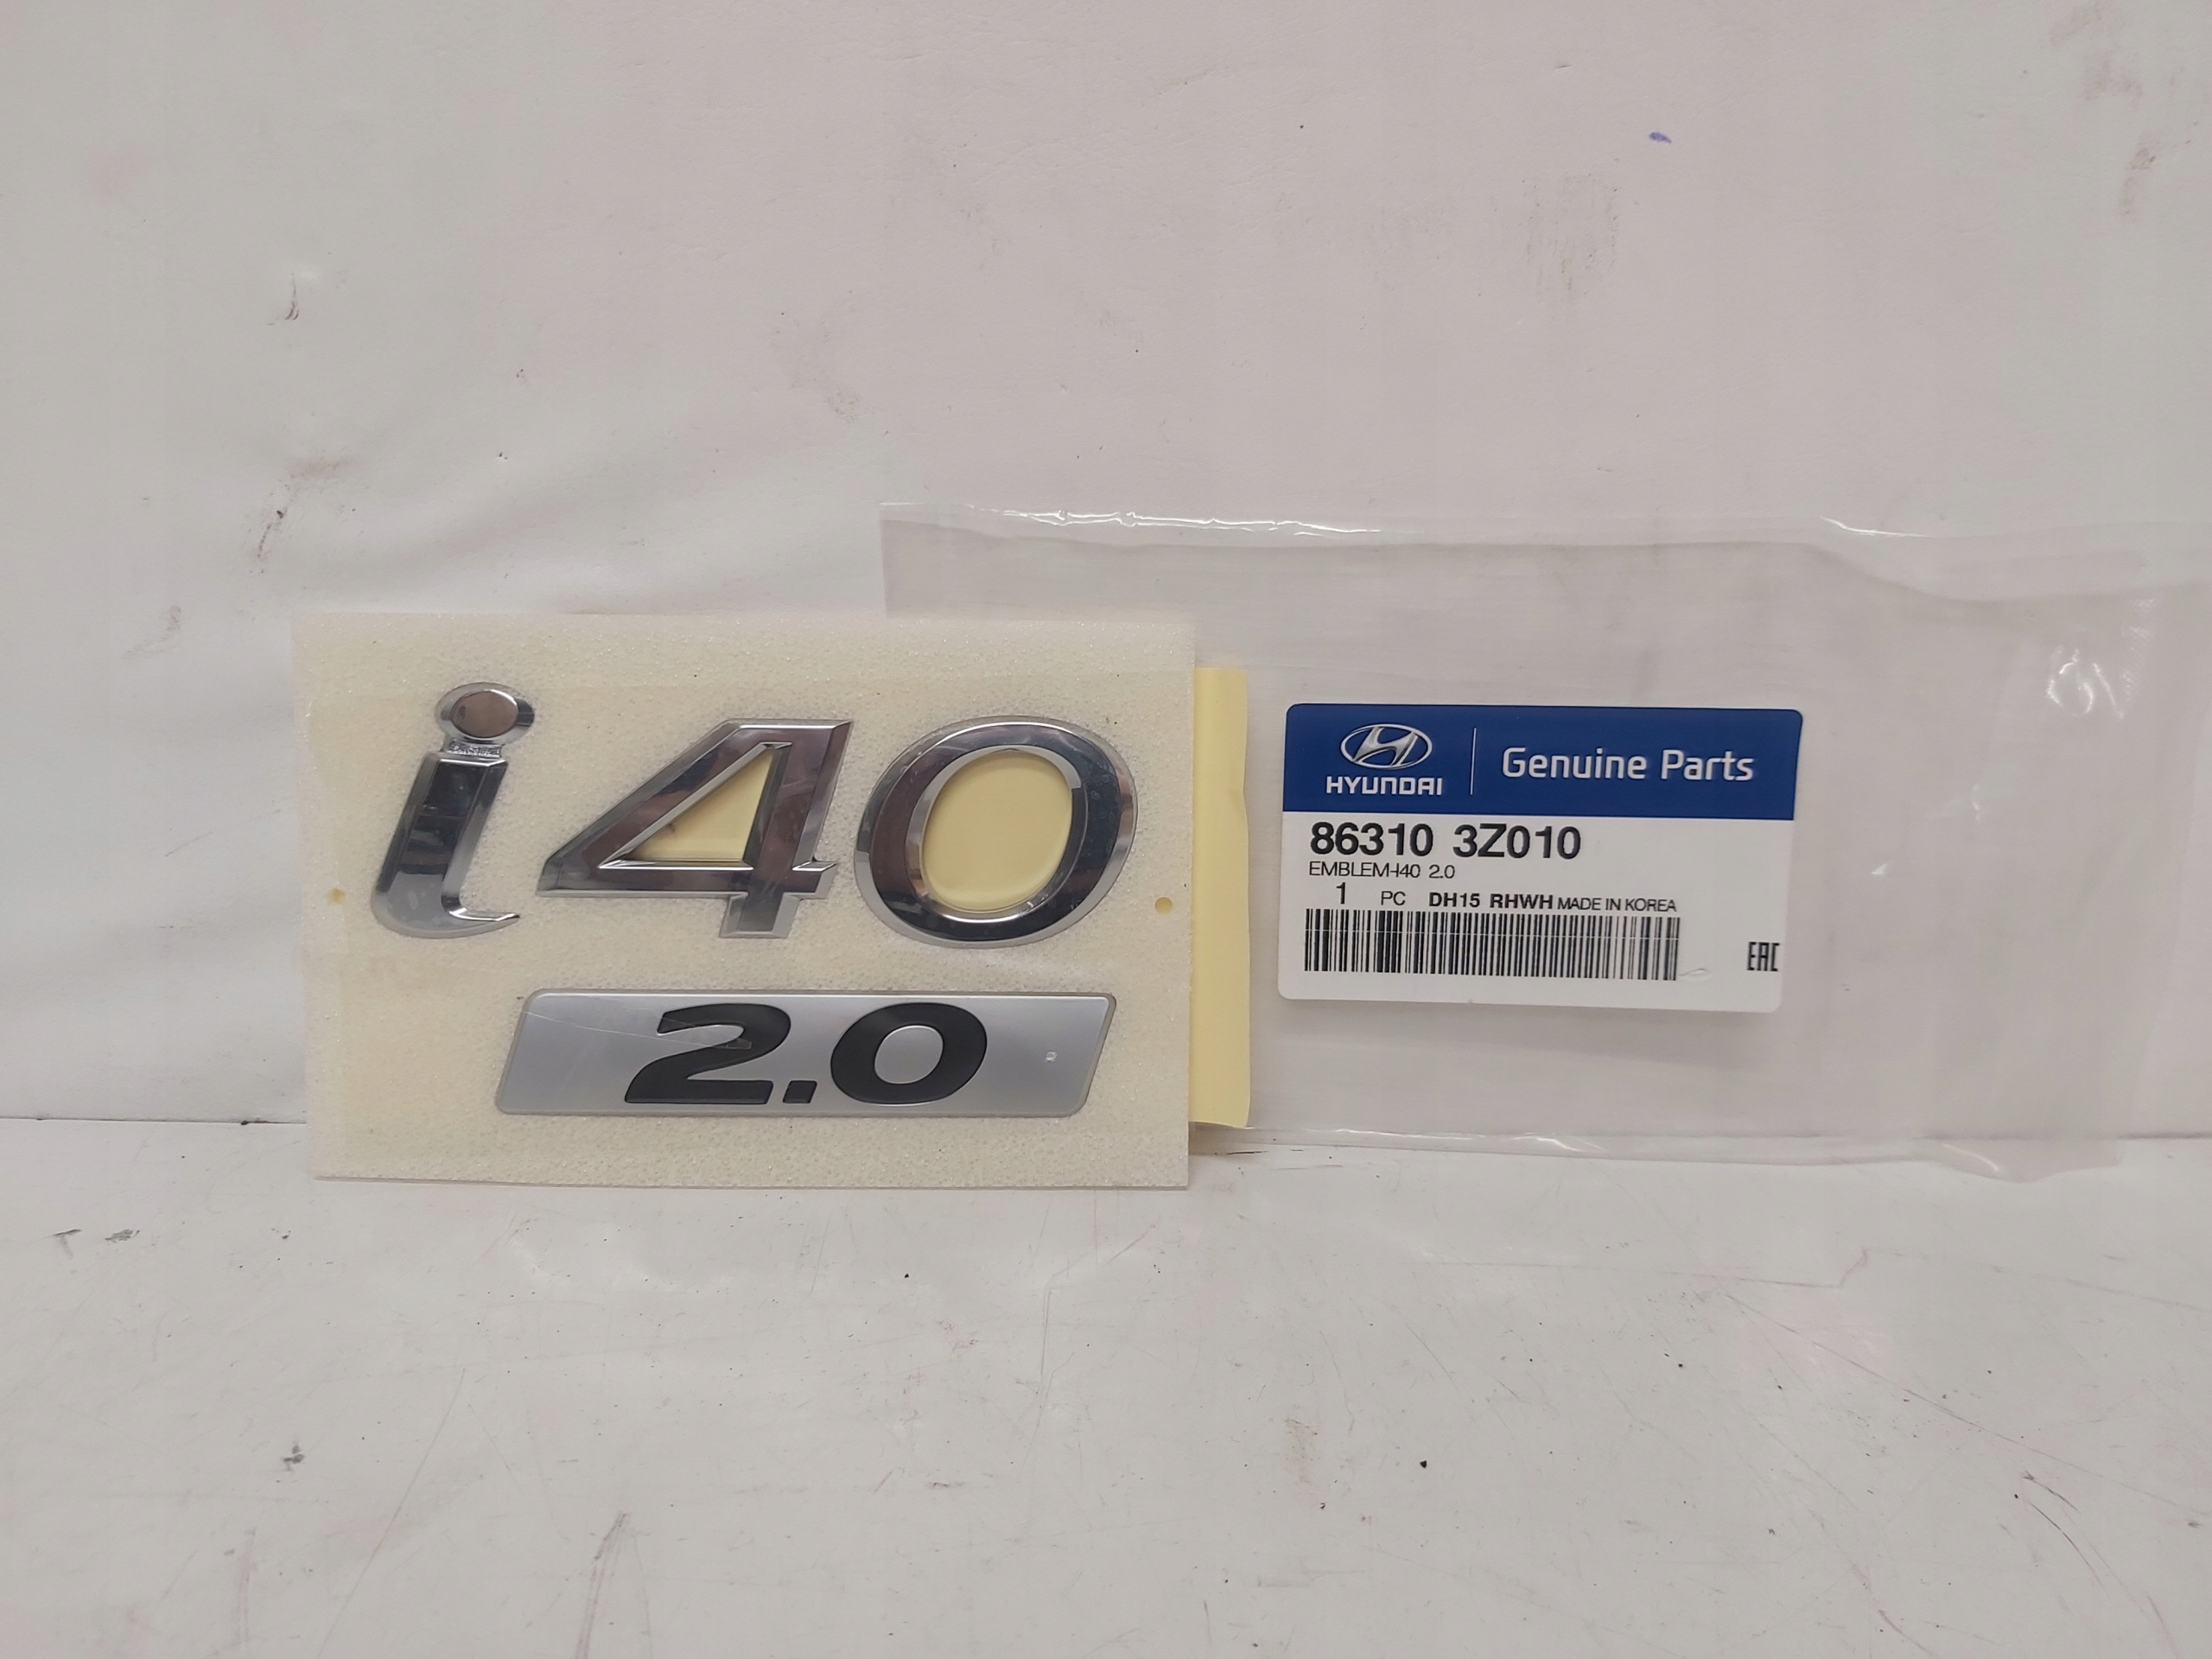 i40
2.0
HYUNDAI
Genuine Parts
86310 3Z010
EMBLEM-I40 2.0
1 PC DH15 RHWH MADE IN KOREA
EAC